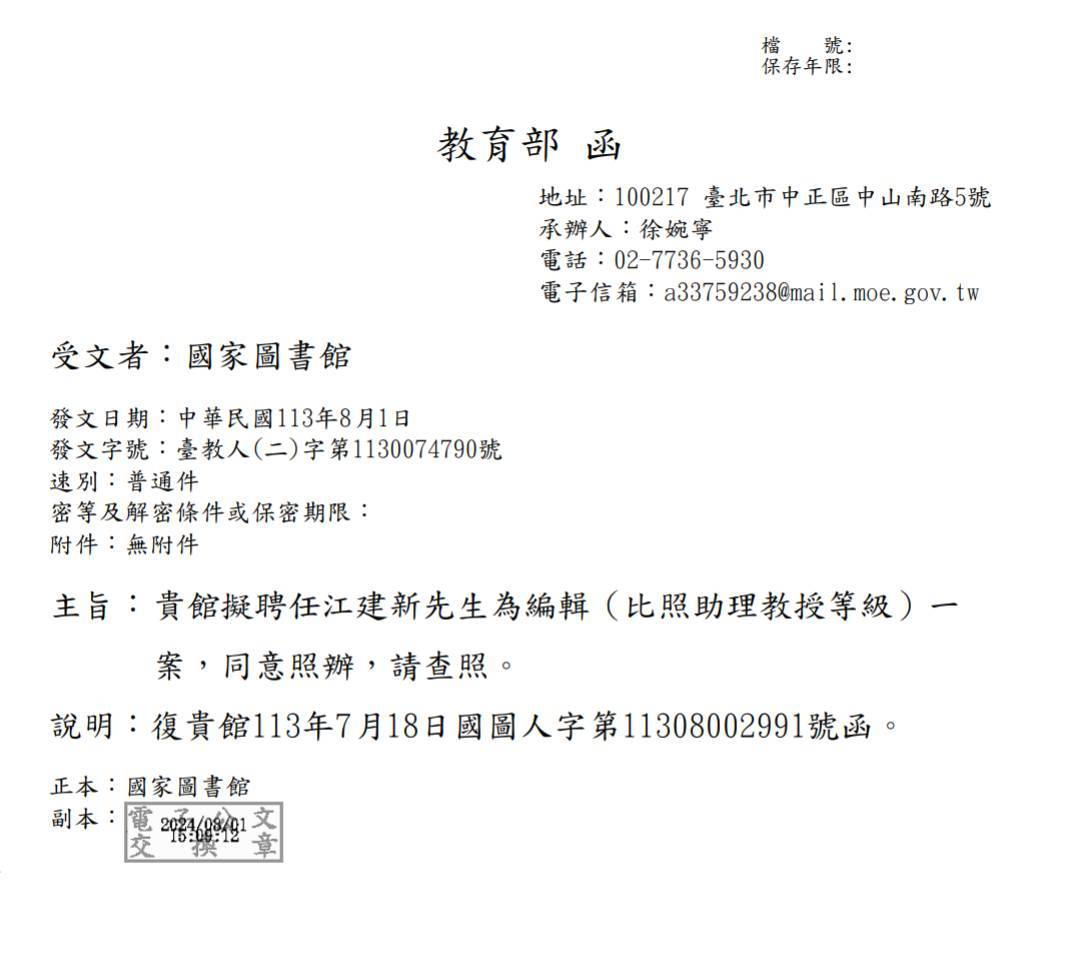 檔　　號:
保存年限:
教育部 函
地址：100217 臺北市中正區中山南路5號
承辦人：徐婉寧
電話：02-7736-5930
電子信箱：a33759238@mail.moe.gov.tw
受文者：國家圖書館
發文日期：中華民國113年8月1日
發文字號：臺教人(二)字第1130074790號
速別：普通件
密等及解密條件或保密期限：
附件：無附件
主旨：貴館擬聘任江建新先生為編輯（比照助理教授等級）一
案，同意照辦，請查照。
說明：復貴館113年7月18日國圖人字第11308002991號函。
正本：國家圖書館
副本：
電子公文
2024/08/01
15:09:12
交換章